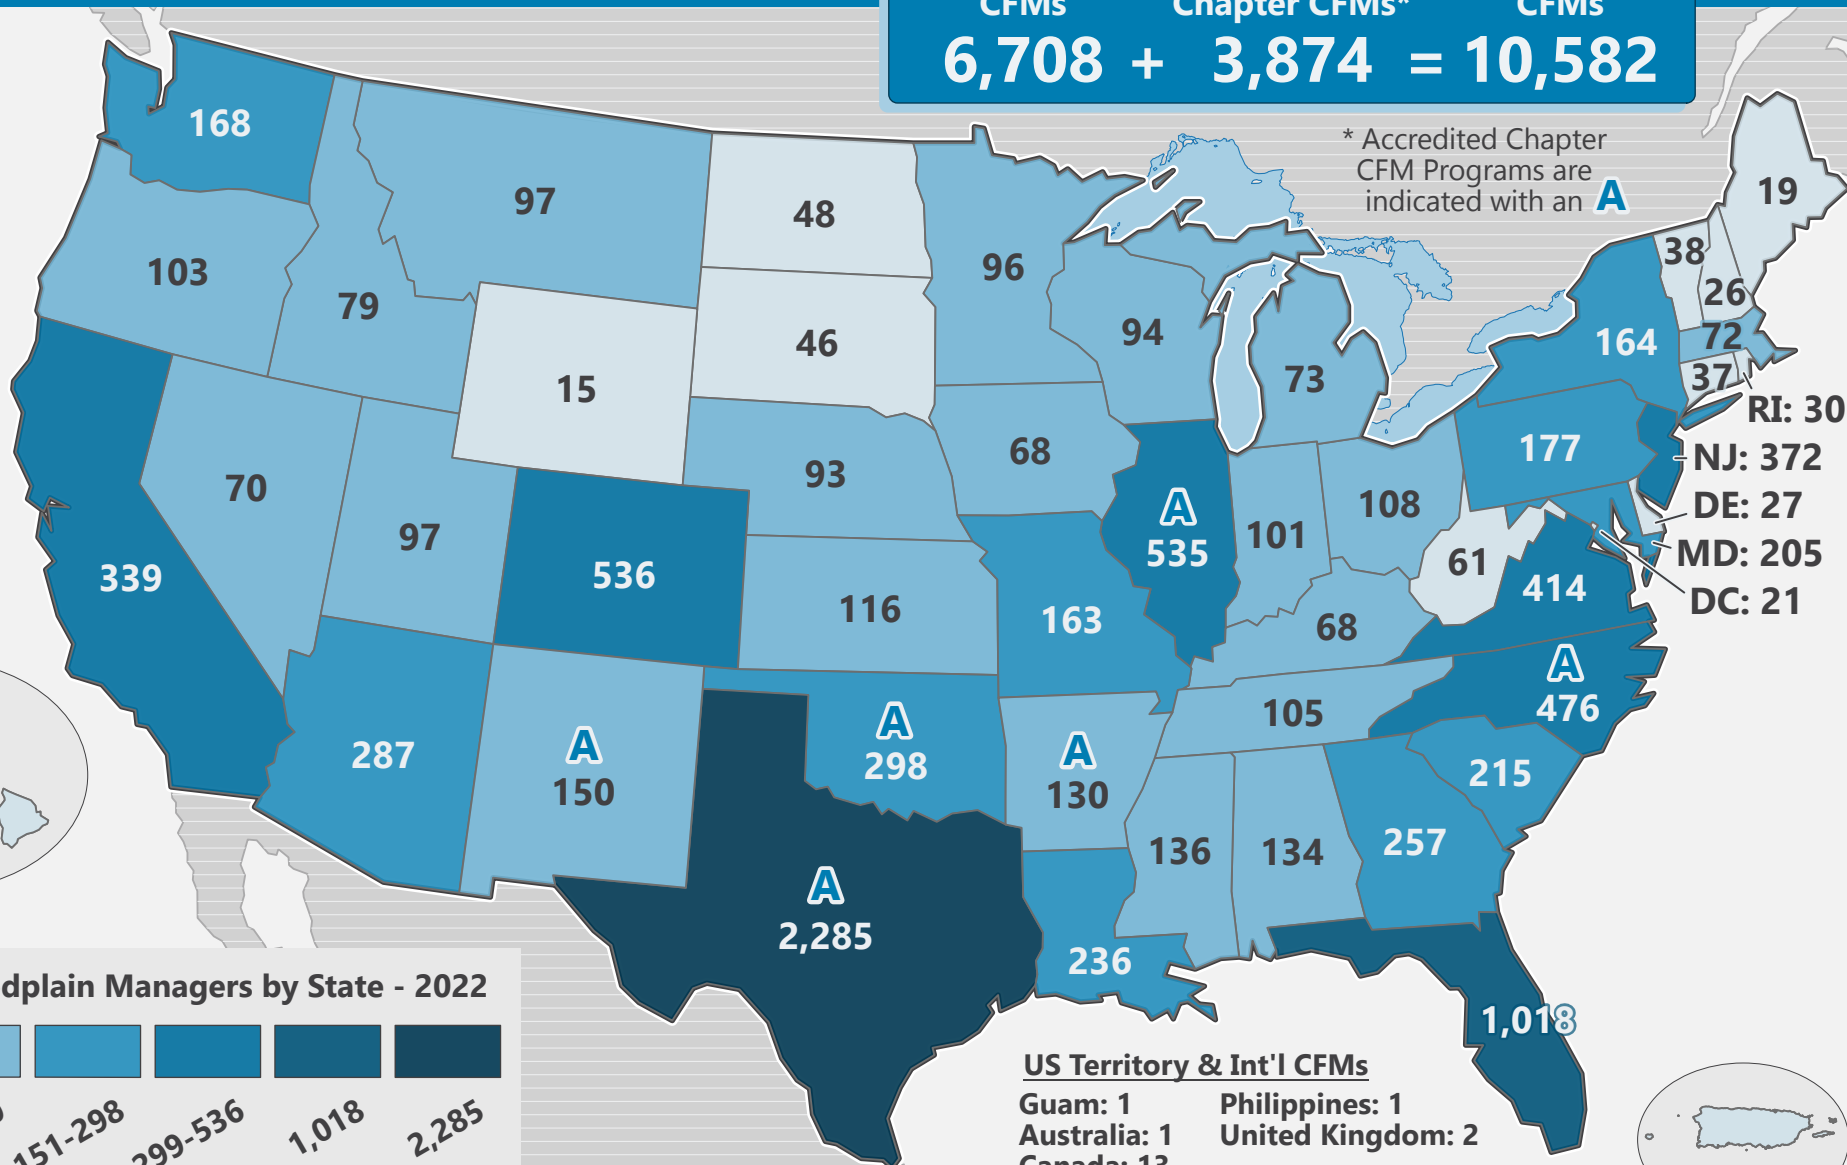 CFMs Chapter CFMs* CFMs
6,708 + 3,874 = 10,582
* Accredited Chapter
CFM Programs are
indicated with an A
168
97
48
96
19
38
26
103
79
15
46
94
73
164
72
37
RI: 30
NJ: 372
DE: 27
MD: 205
DC: 21
70
97
93
68
A
535
101
108
177
61
414
339
536
116
163
68
A
476
287
A
150
A
298
A
130
105
215
136
134
257
A
2,285
236
1,018
dplain Managers by State - 2022
151-298
299-536
1,018
2,285
US Territory & Int'l CFMs
Guam: 1 Philippines: 1
Australia: 1 United Kingdom: 2
Canada: 13